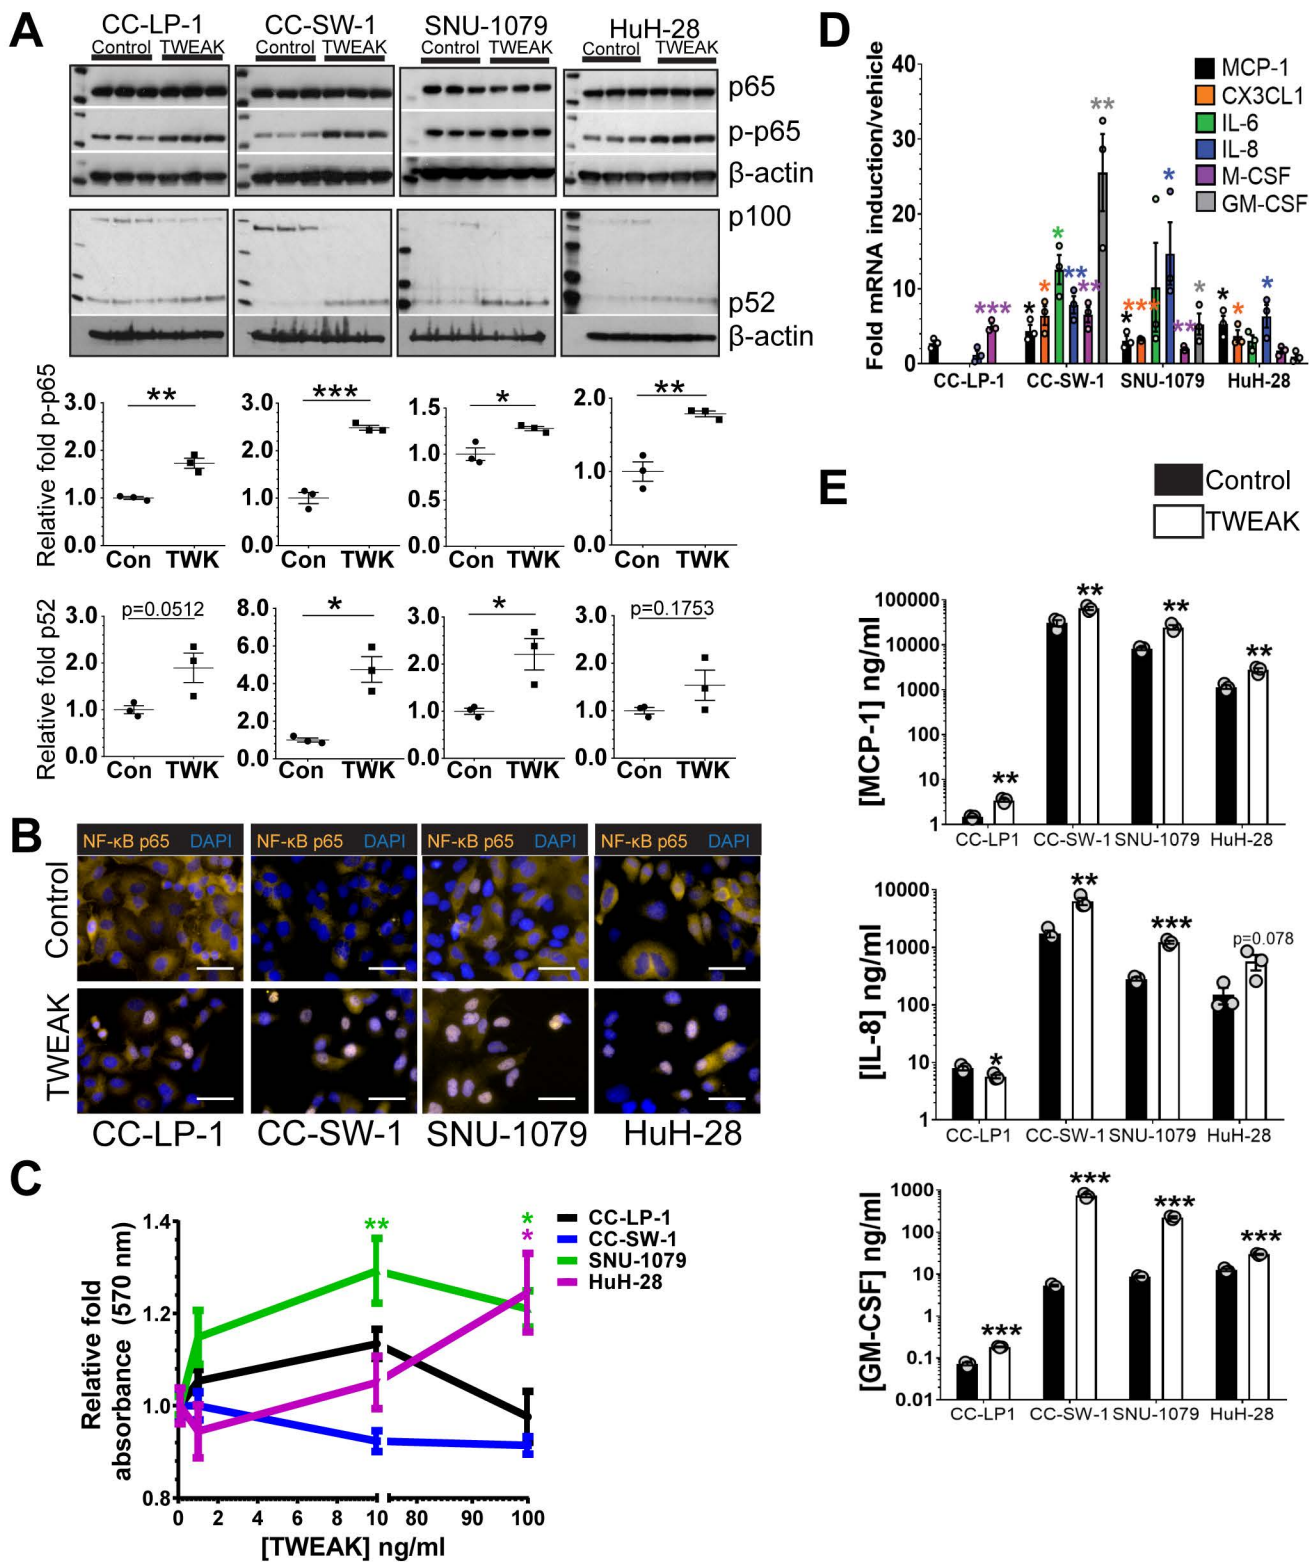 A
CC-LP-1 CC-SW-1 SNU-1079 HuH-28
Control TWEAK Control TWEAK Control TWEAK Control TWEAK
p65
p-p65
β-actin
p100
p52
β-actin
Relative fold p-p65
3.0 2.0 1.0 0.0
**
Con TWK
3.0 2.0 1.0 0.0
***
Con TWK
1.5 1.0 0.5 0.0
*
Con TWK
2.0 1.0 0.0
**
Con TWK
Relative fold p52
3.0 2.0 1.0 0.0
p=0.0512
Con TWK
8.0 6.0 4.0 2.0 0.0
*
Con TWK
3.0 2.0 1.0 0.0
*
Con TWK
3.0 2.0 1.0 0.0
p=0.1753
Con TWK
B
NF-κB p65 DAPI NF-κB p65 DAPI NF-κB p65 DAPI NF-κB p65 DAPI
Control
TWEAK
CC-LP-1 CC-SW-1 SNU-1079 HuH-28
C
Relative fold
absorbance (570 nm)
1.4
1.2
1.0
0.8
** * *
CC-LP-1
CC-SW-1
SNU-1079
HuH-28
0 2 4 6 8 10 80 90 100
[TWEAK] ng/ml
D
Fold mRNA induction/vehicle
40
30
20
10
0
MCP-1
CX3CL1
IL-6
IL-8
M-CSF
GM-CSF
*** * * * ** ** ** * *** * ** * * * *
CC-LP-1 CC-SW-1 SNU-1079 HuH-28
E
Control
TWEAK
[MCP-1] ng/ml
100000
10000
1000
100
10
1
** ** ** **
CC-LP1 CC-SW-1 SNU-1079 HuH-28
[IL-8] ng/ml
10000
1000
100
10
1
* ** *** p=0.078
CC-LP1 CC-SW-1 SNU-1079 HuH-28
[GM-CSF] ng/ml
1000
100
10
1
0.1
0.01
*** *** *** ***
CC-LP1 CC-SW-1 SNU-1079 HuH-28